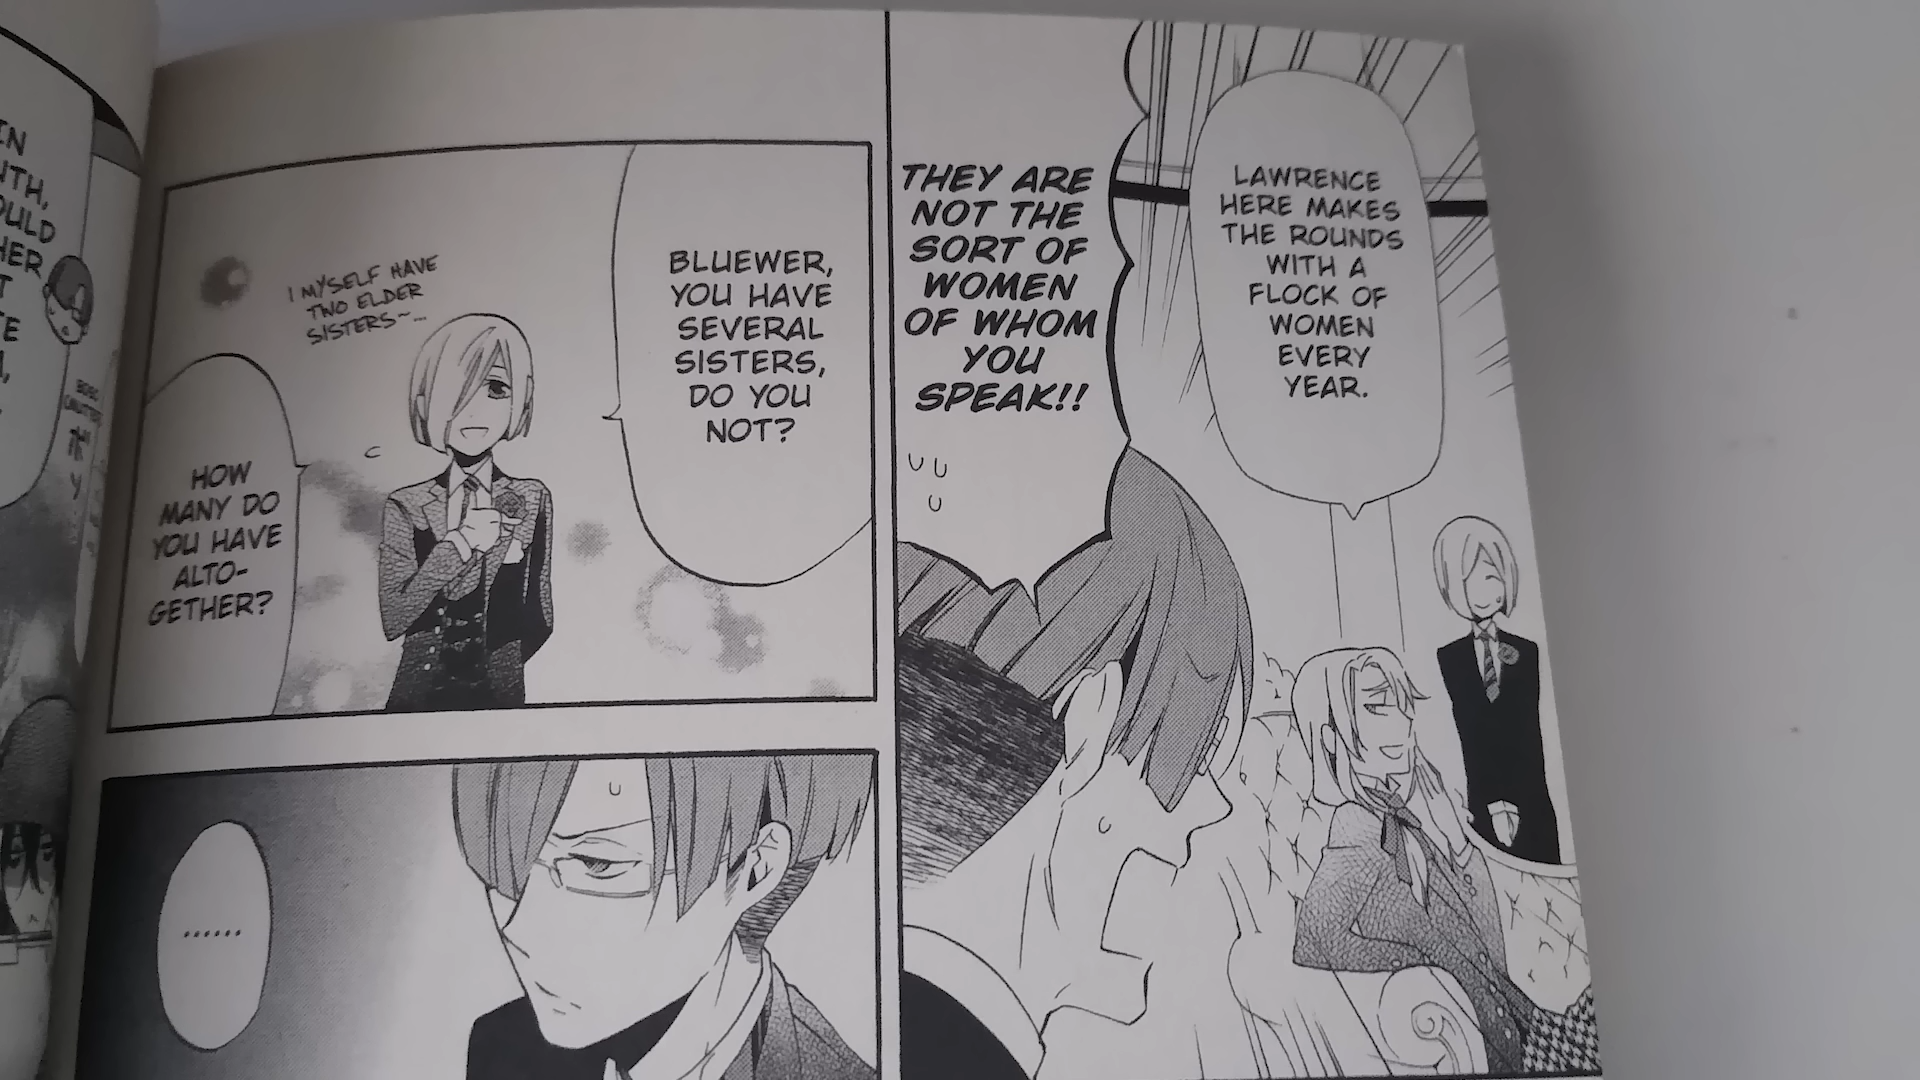 LAWRENCE
HERE MAKES
THE ROUNDS
WITH A
FLOCK OF
WOMEN
EVERY
YEAR.
THEY ARE
NOT THE
SORT OF
WOMEN
OF WHOM
YOU
SPEAK!!
BLUEWER,
YOU HAVE
SEVERAL
SISTERS,
DO YOU
NOT?
I MYSELF HAVE
TWO ELDER
SISTERS~...
HOW
MANY DO
YOU HAVE
ALTO-
GETHER?
......